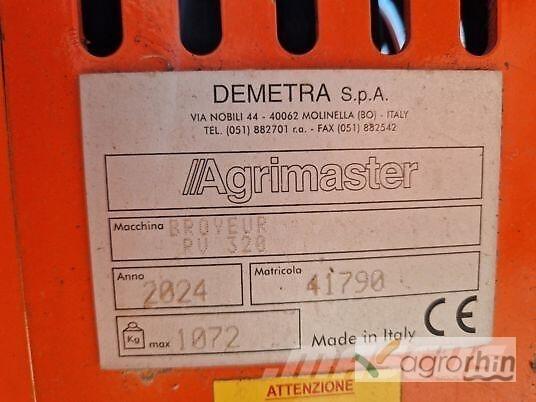 DEMETRA S.p.A.
VIA NOBILI 44 - 40062 MOLINELLA (BO) - ITALY
TEL. (051) 882701 r.a. - FAX (051) 882542
Agrimaster
Macchina BROYEUR
RV 320
Anno 2024
Matricola 41790
Kg max 1072
Made in Italy CE
agrorhin
ATTENZIONE